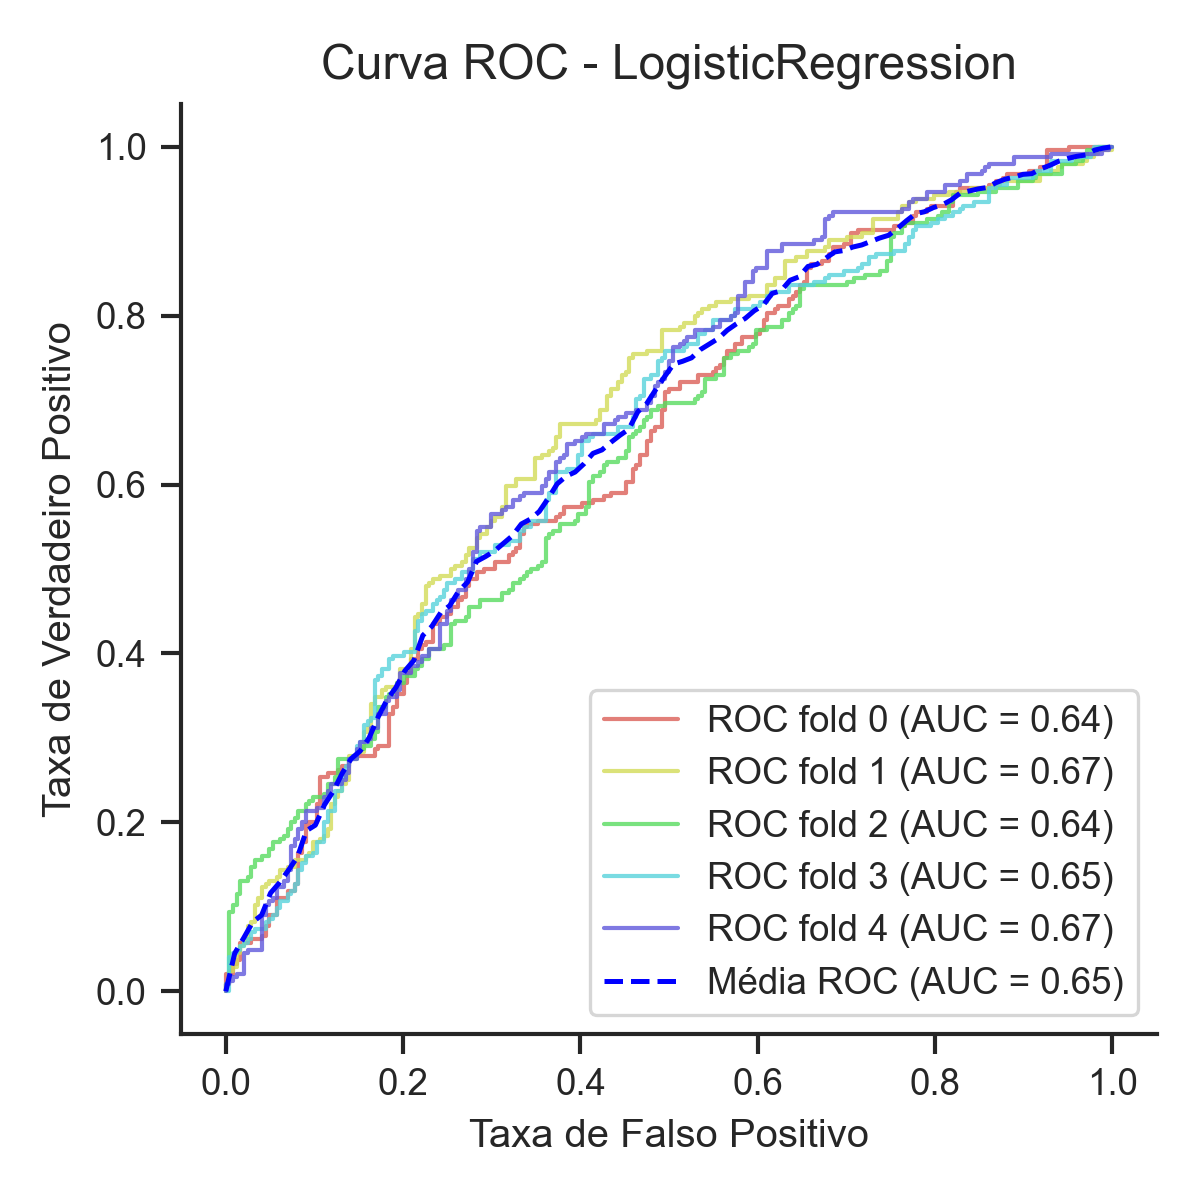 Curva ROC - LogisticRegression
Taxa de Verdadeiro Positivo
1.0
0.8
0.6
0.4
0.2
0.0
ROC fold 0 (AUC = 0.64)
ROC fold 1 (AUC = 0.67)
ROC fold 2 (AUC = 0.64)
ROC fold 3 (AUC = 0.65)
ROC fold 4 (AUC = 0.67)
Média ROC (AUC = 0.65)
0.0 0.2 0.4 0.6 0.8 1.0
Taxa de Falso Positivo